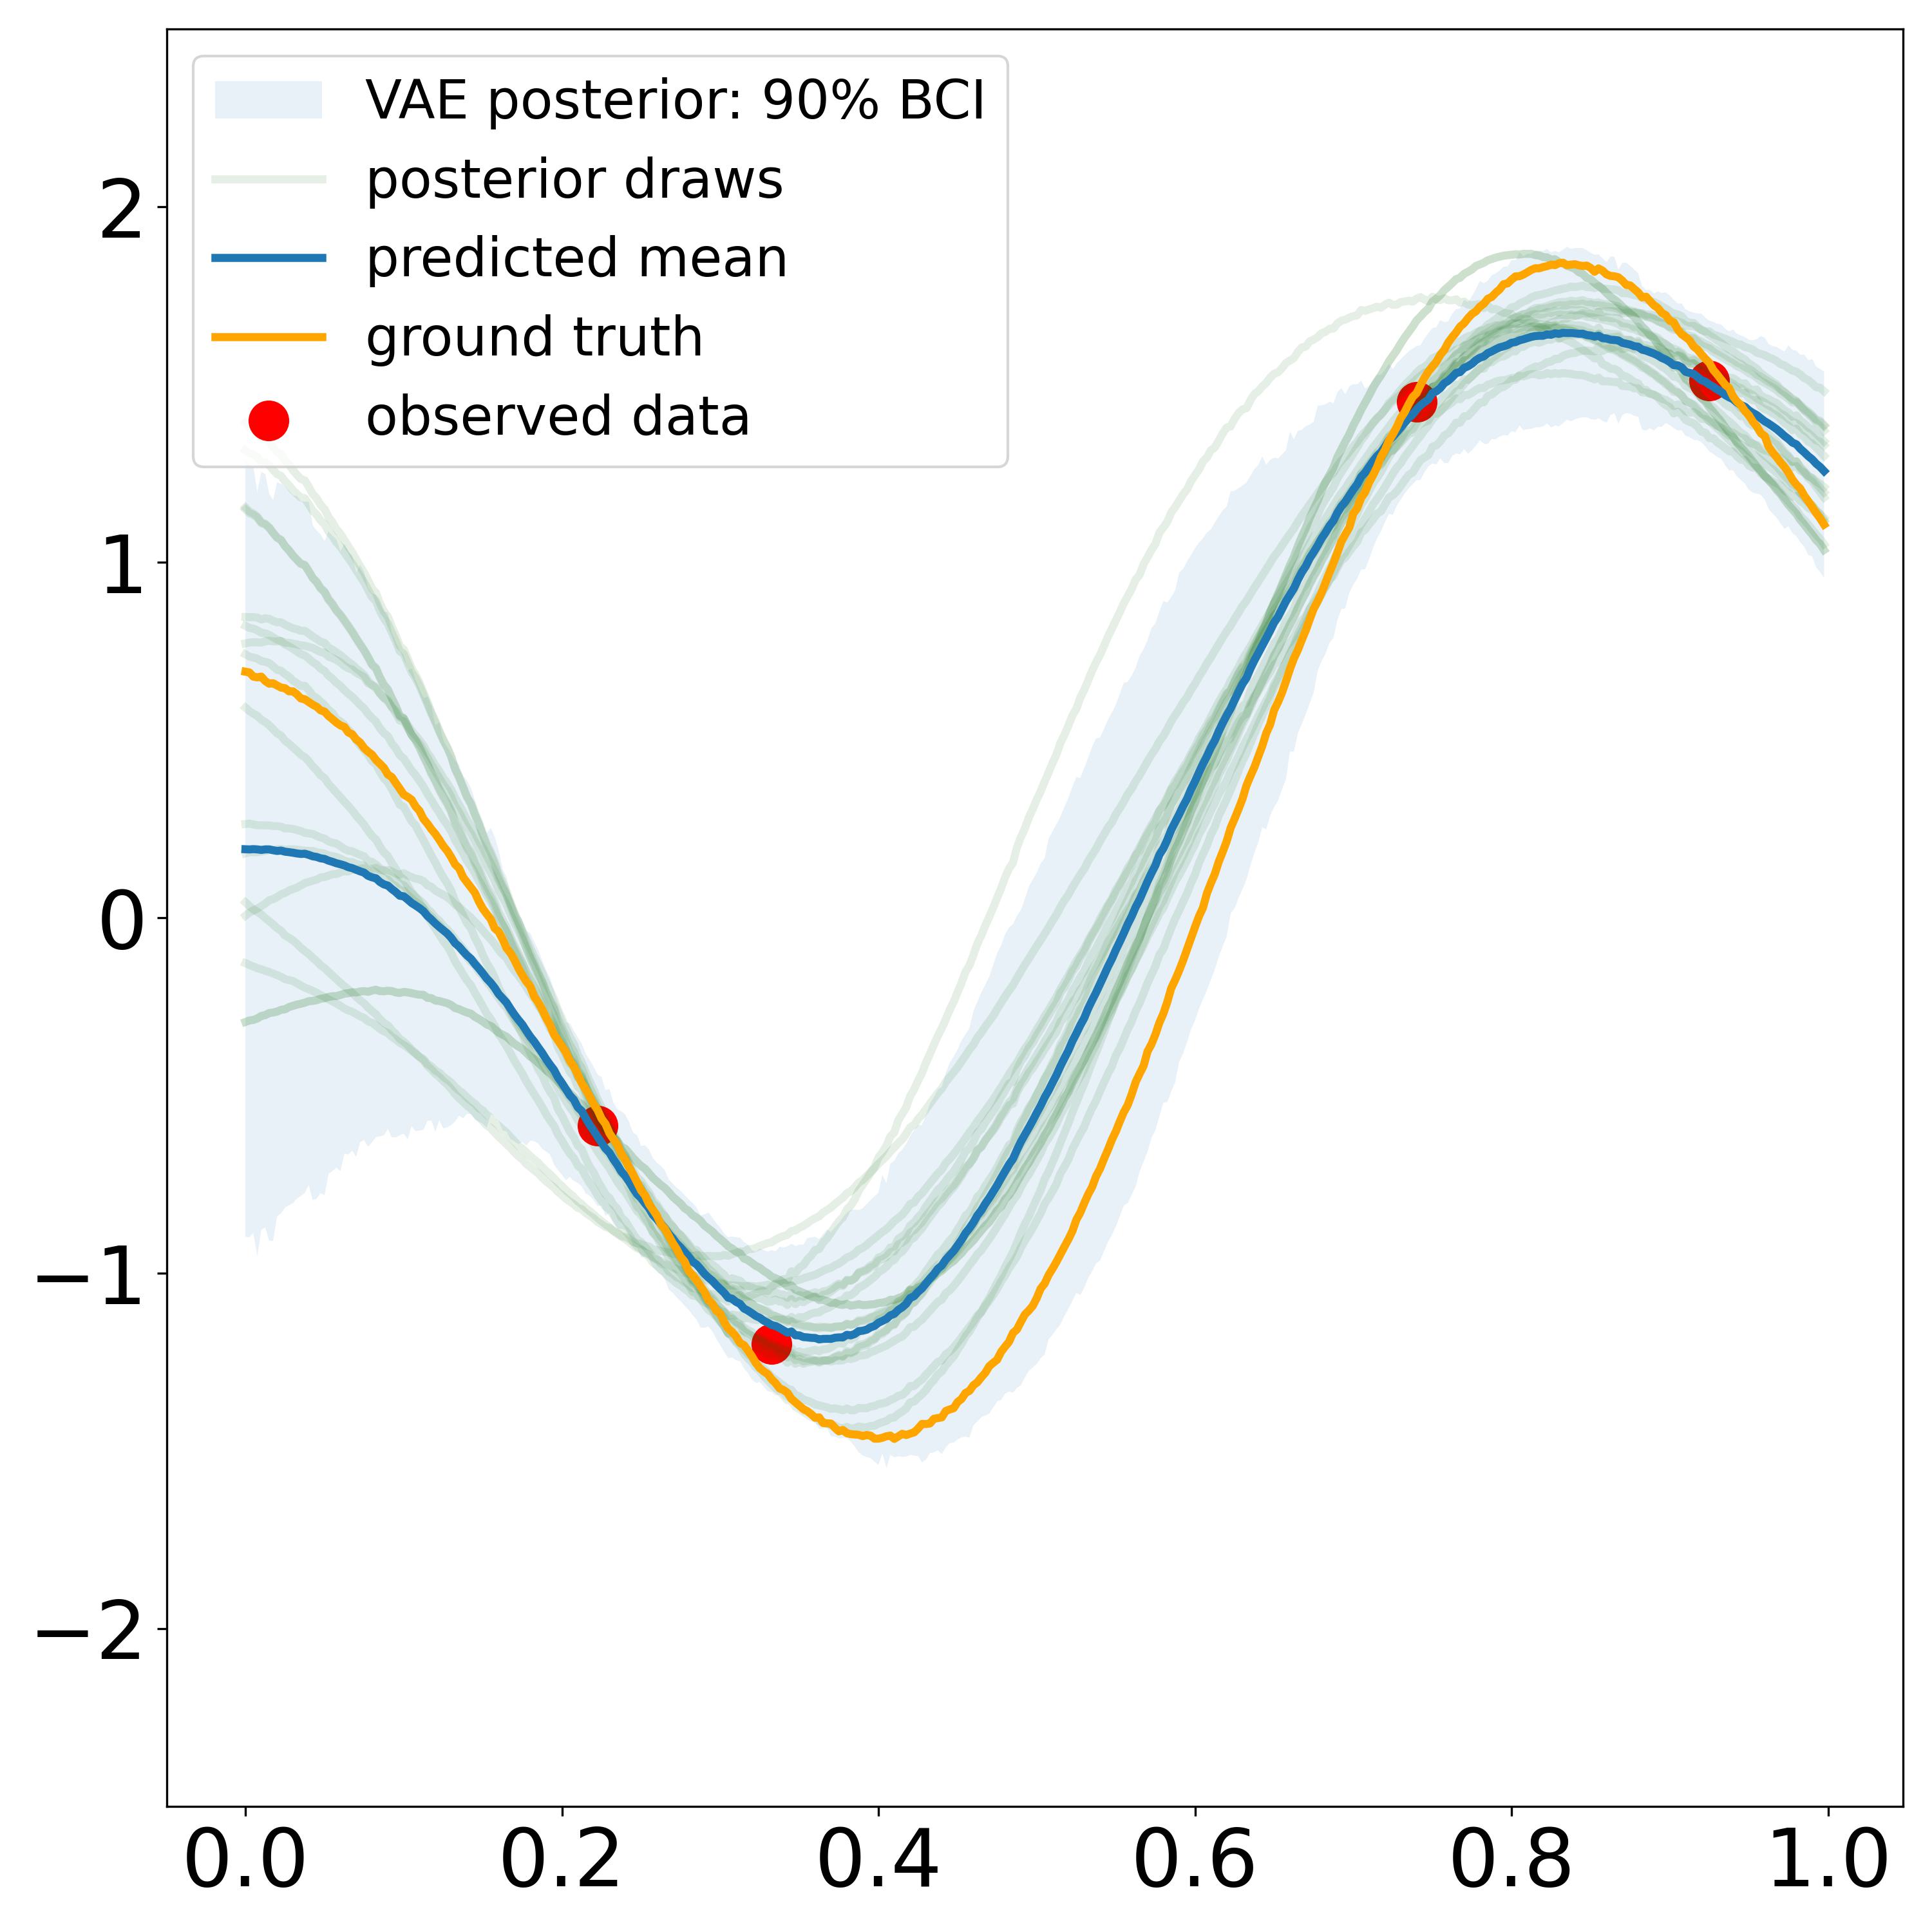 VAE posterior: 90% BCI
posterior draws
predicted mean
ground truth
observed data
2
1
0
−1
−2
0.0 0.2 0.4 0.6 0.8 1.0